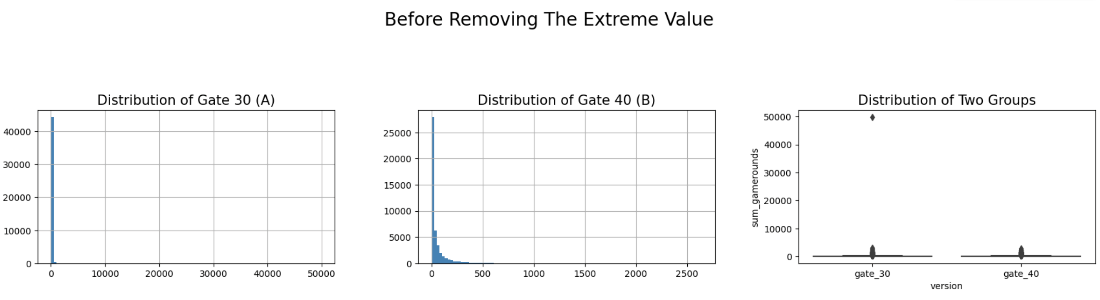 Before Removing The Extreme Value
Distribution of Gate 30 (A)
40000
30000
20000
10000
0
0 10000 20000 30000 40000 50000
Distribution of Gate 40 (B)
25000
20000
15000
10000
5000
0
0 500 1000 1500 2000 2500
Distribution of Two Groups
sum_gamerounds
50000
40000
30000
20000
10000
0
gate_30 gate_40
version